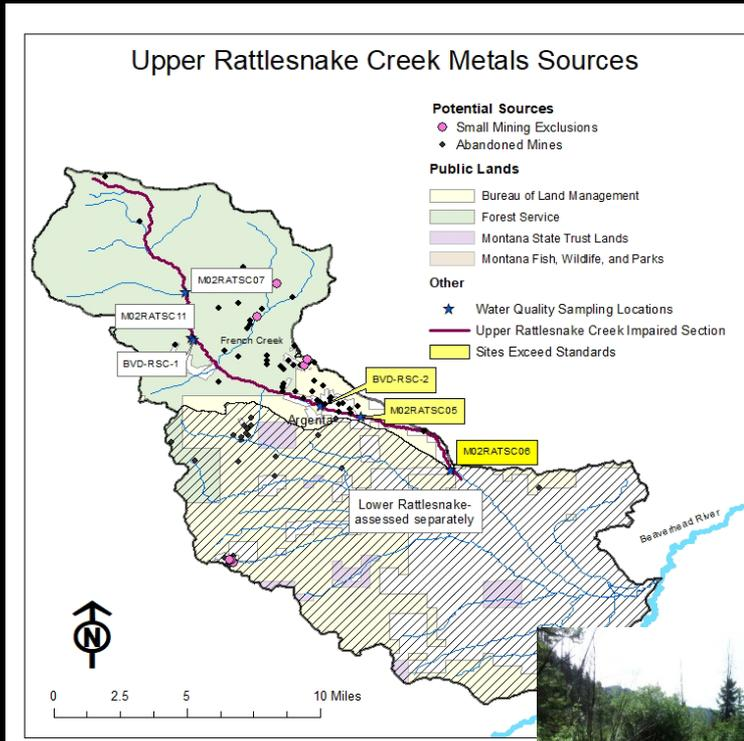 Upper Rattlesnake Creek Metals Sources
Potential Sources
Small Mining Exclusions
Abandoned Mines
Public Lands
Bureau of Land Management
Forest Service
Montana State Trust Lands
Montana Fish, Wildlife, and Parks
Other
Water Quality Sampling Locations
Upper Rattlesnake Creek Impaired Section
Sites Exceed Standards
M02RATSC07
M02RATSC11
French Creek
BVD-RSC-1
BVD-RSC-2
M02RATSC05
Argenta
M02RATSC06
Lower Rattlesnake-
assessed separately
Beaverhead River
N
0 2.5 5 10 Miles